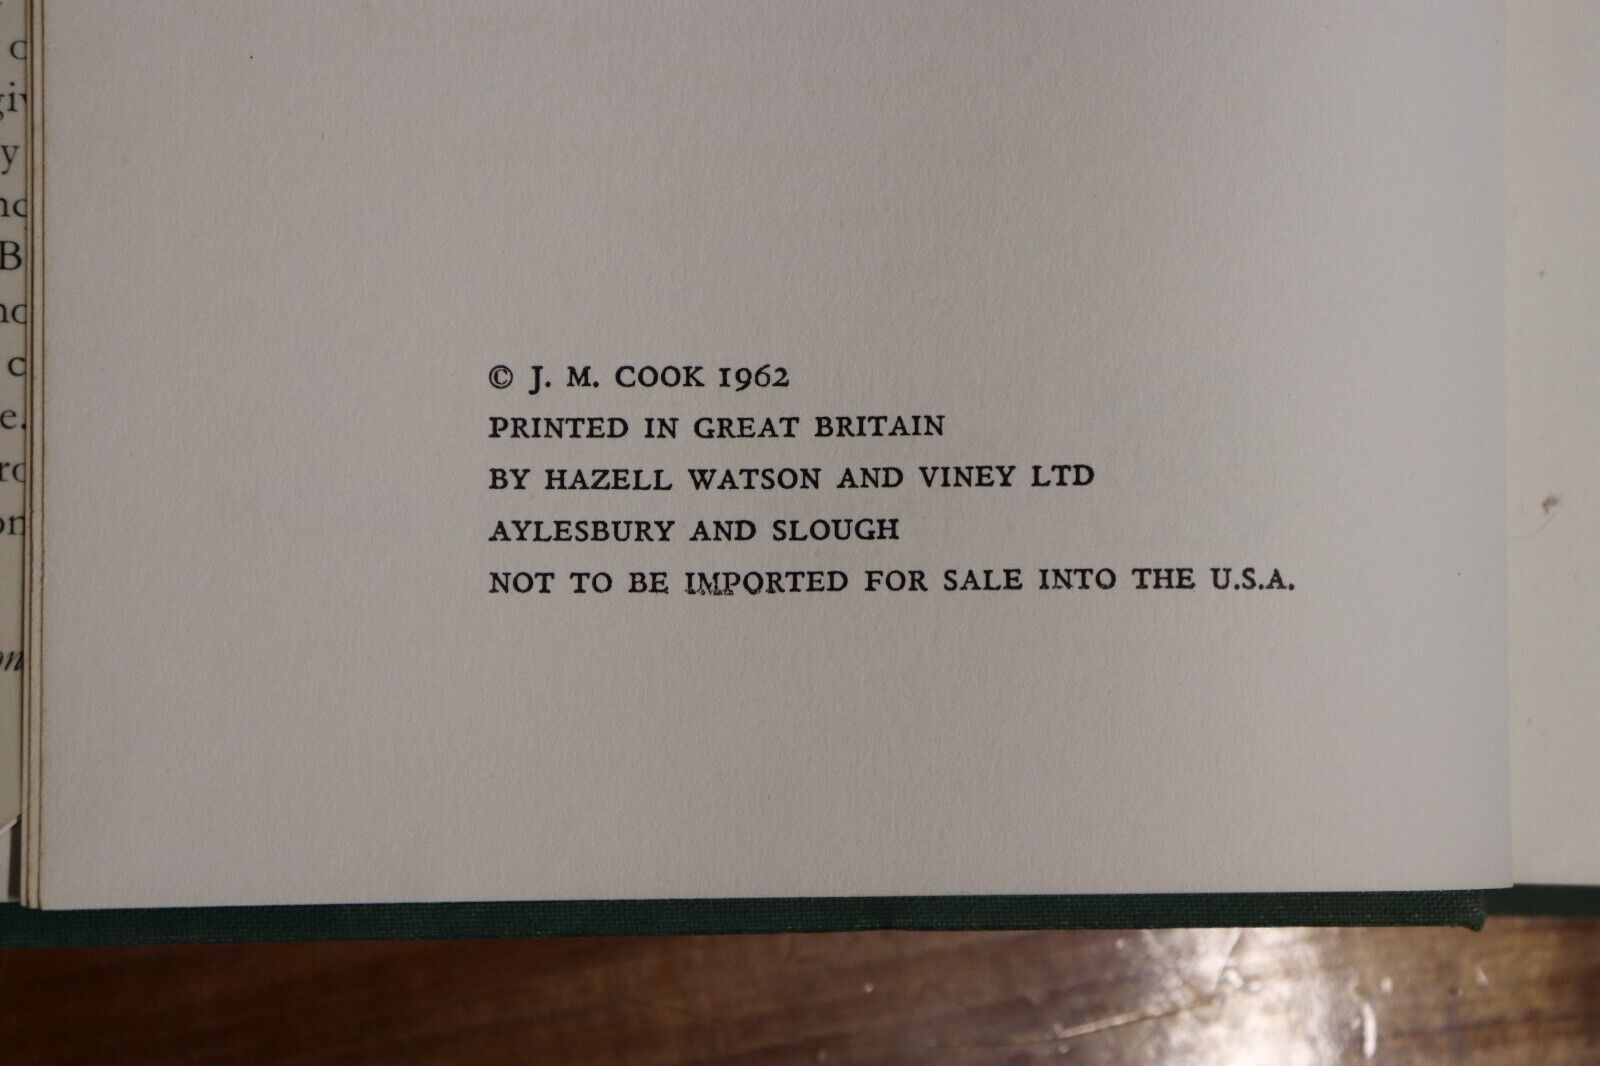 © J. M. COOK 1962
PRINTED IN GREAT BRITAIN
BY HAZELL WATSON AND VINEY LTD
AYLESBURY AND SLOUGH
NOT TO BE IMPORTED FOR SALE INTO THE U.S.A.